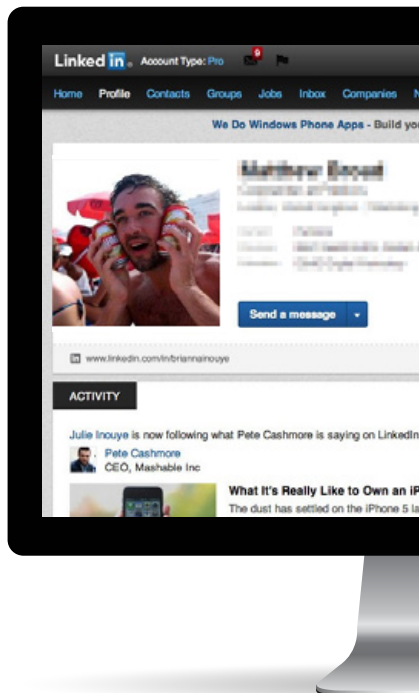 Linked in. Account Type: Pro 9
Home Profile Contacts Groups Jobs Inbox Companies N
We Do Windows Phone Apps - Build you
Send a message
www.linkedin.com/in/briannainouye
ACTIVITY
Julie Inouye is now following what Pete Cashmore is saying on LinkedIn
Pete Cashmore
CEO, Mashable Inc
What It's Really Like to Own an iP
The dust has settled on the iPhone 5 la